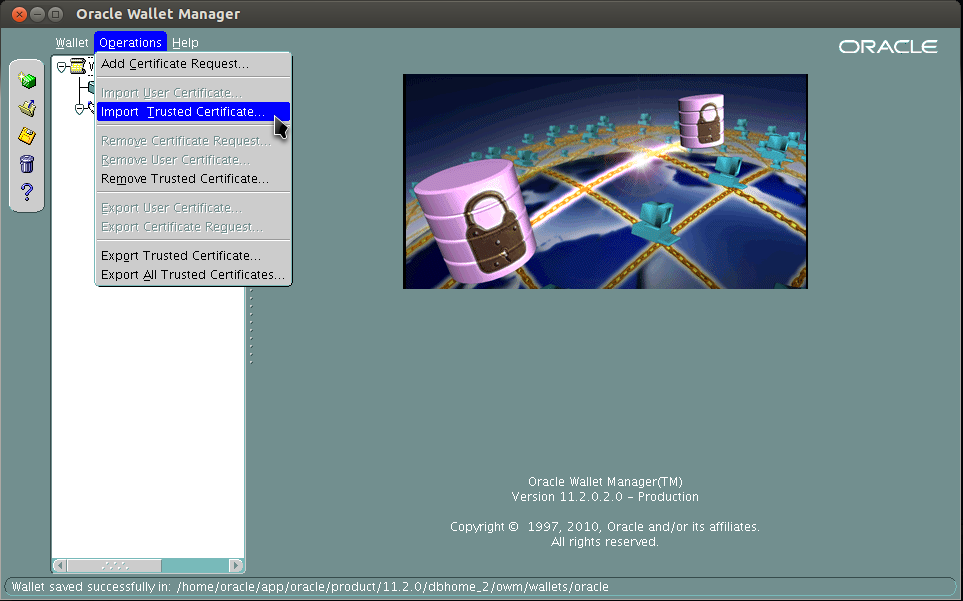 Oracle Wallet Manager
Wallet Operations Help
ORACLE
Add Certificate Request...
Import User Certificate...
Import Trusted Certificate...
Remove Certificate Request...
Remove User Certificate...
Remove Trusted Certificate...
Export User Certificate...
Export Certificate Request...
Export Trusted Certificate...
Export All Trusted Certificates...
Oracle Wallet Manager(TM)
Version 11.2.0.2.0 – Production
Copyright © 1997, 2010, Oracle and/or its affiliates.
All rights reserved.
Wallet saved successfully in: /home/oracle/app/oracle/product/11.2.0/dbhome_2/owm/wallets/oracle